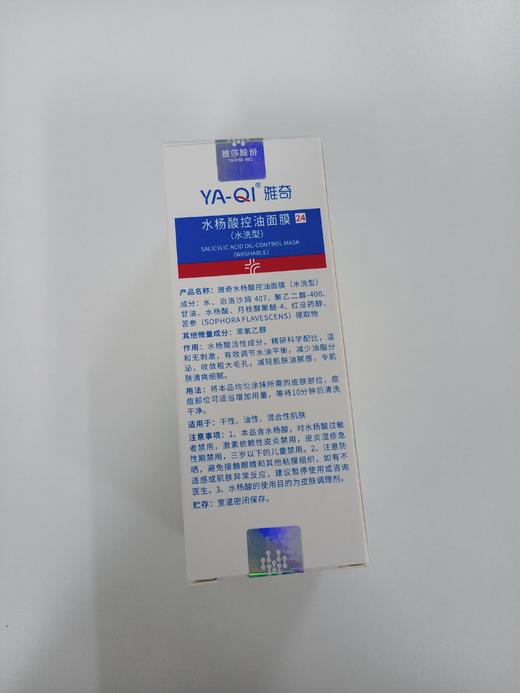 雅莎股份
YASHA INC.
YA-QI® 雅奇
水杨酸控油面膜 24
（水洗型）
SALICYLIC ACID OIL-CONTROL MASK
(WASHABLE)
产品名称：雅奇水杨酸控油面膜（水洗型）
成分：水、泊洛沙姆 407、聚乙二醇-400、
甘油、水杨酸、月桂醇聚醚-4、红没药醇、
苦参（SOPHORA FLAVESCENS）提取物
其他微量成分：苯氧乙醇
作用：水杨酸活性成分，精研科学配比，温
和无刺激，有效调节水油平衡，减少油脂分
泌，收敛粗大毛孔，减轻肌肤油腻感，令肌
肤清爽细腻。
用法：将本品均匀涂抹所需的皮肤部位，痘
痘部位可适当增加用量，等待10分钟后清洗
干净。
适用于：干性、油性、混合性肌肤
注意事项：1、本品含水杨酸，对水杨酸过敏
者禁用，激素依赖性皮炎禁用，皮炎湿疹急
性期禁用，三岁以下的儿童禁用。2、注意防
晒，避免接触眼睛和其他粘膜组织，如有不
适感或肌肤异常反应，建议暂停使用或咨询
医生。3、水杨酸的使用目的为皮肤调理剂。
贮存：室温密闭保存。